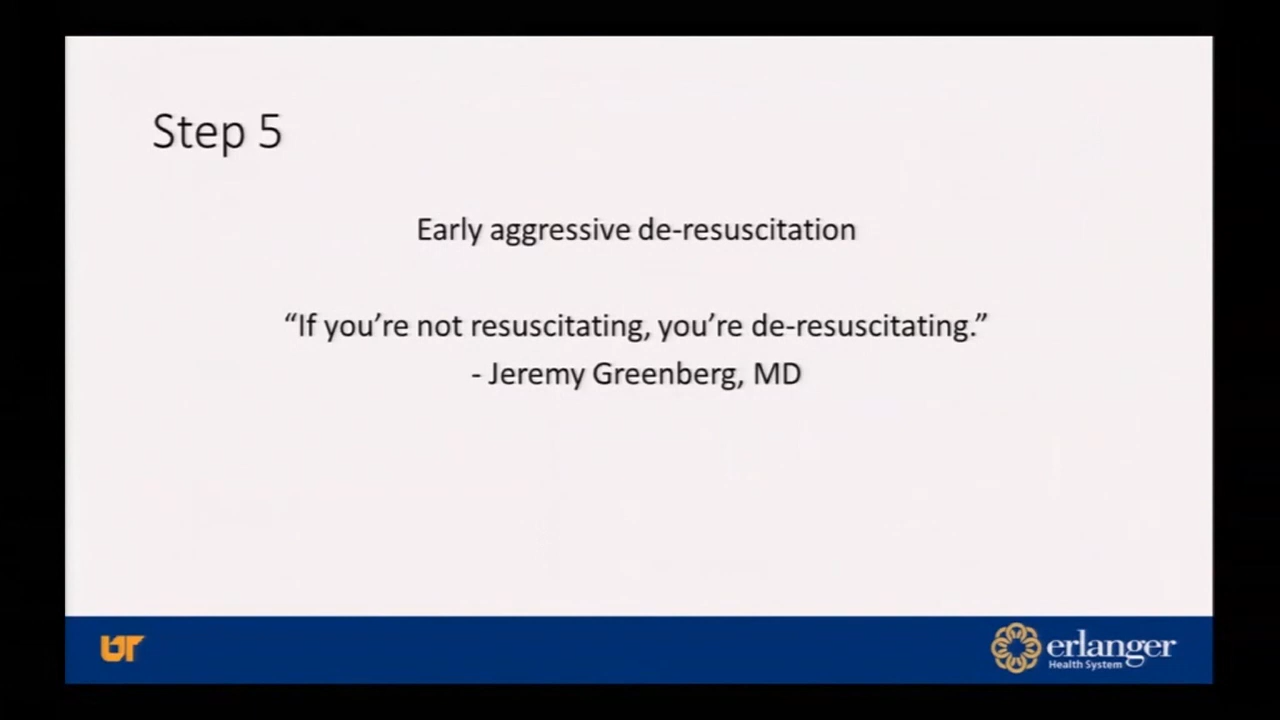 Step 5
Early aggressive de-resuscitation
“If you’re not resuscitating, you’re de-resuscitating.”
- Jeremy Greenberg, MD
UT
erlanger
Health System